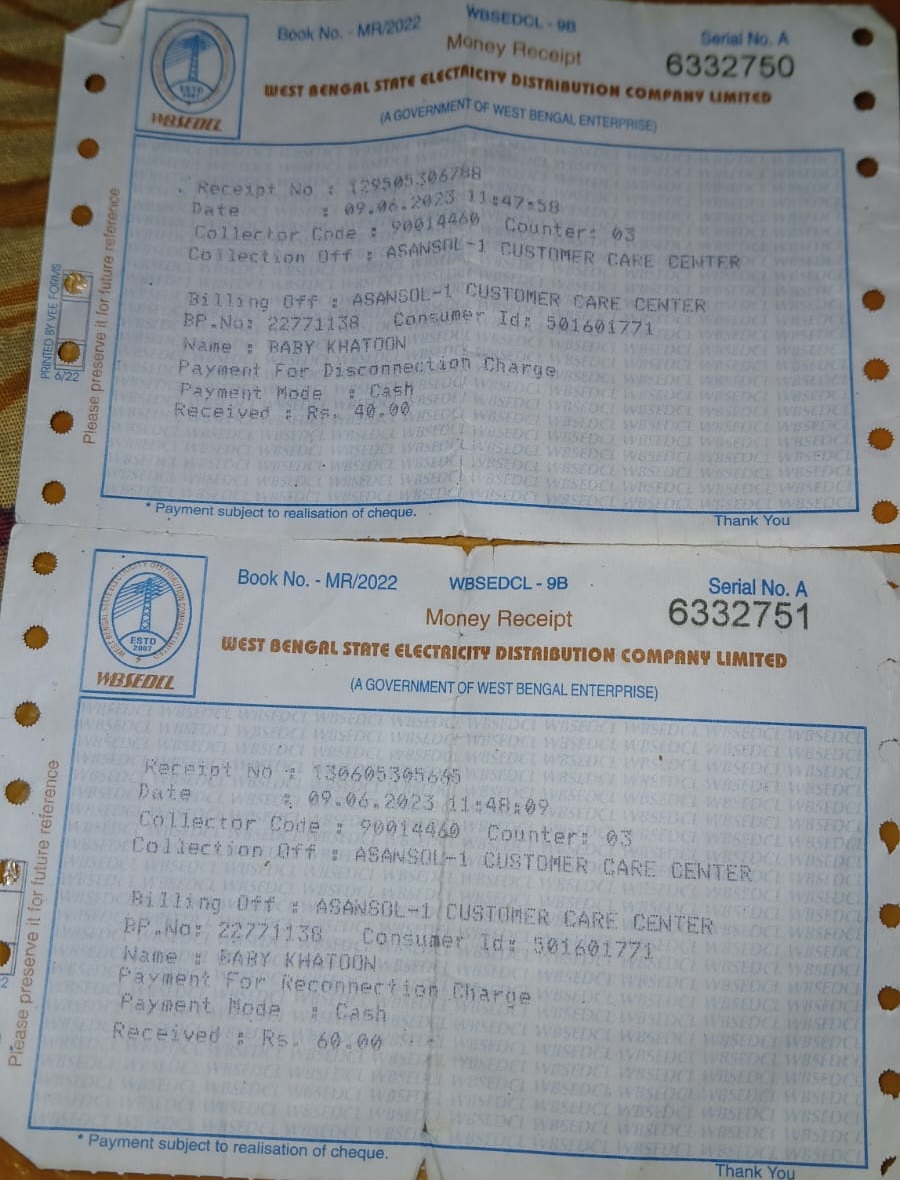 Book No. - MR/2022
WBSEDCL - 9B
Serial No. A
Money Receipt
6332750
WEST BENGAL STATE ELECTRICITY DISTRIBUTION COMPANY LIMITED
(A GOVERNMENT OF WEST BENGAL ENTERPRISE)
ESTD
WBSEDCL
Receipt No : 129505306788
Date : 09.06.2023 11:47:58
Collector Code : 90014460 Counter: 03
Collection Off : ASANSOL-1 CUSTOMER CARE CENTER
Billing Off : ASANSOL-1 CUSTOMER CARE CENTER
BP.No: 22771138 Consumer Id: 501601771
Name : BABY KHATOON
Payment For Disconnection Charge
Payment Mode : Cash
Received : Rs. 40.00
PRINTED BY VEE FORMS
6/22
Please preserve it for future reference
* Payment subject to realisation of cheque.
Thank You
Book No. - MR/2022
WBSEDCL - 9B
Serial No. A
Money Receipt
6332751
WEST BENGAL STATE ELECTRICITY DISTRIBUTION COMPANY LIMITED
(A GOVERNMENT OF WEST BENGAL ENTERPRISE)
ESTD
2007
WBSEDCL
Receipt No : 130605305645
Date : 09.06.2023 11:48:09
Collector Code : 90014460 Counter: 03
Collection Off : ASANSOL-1 CUSTOMER CARE CENTER
Billing Off : ASANSOL-1 CUSTOMER CARE CENTER
BP.No: 22771138 Consumer Id: 501601771
Name : BABY KHATOON
Payment For Reconnection Charge
Payment Mode : Cash
Received : Rs. 60.00
Please preserve it for future reference
* Payment subject to realisation of cheque.
Thank You